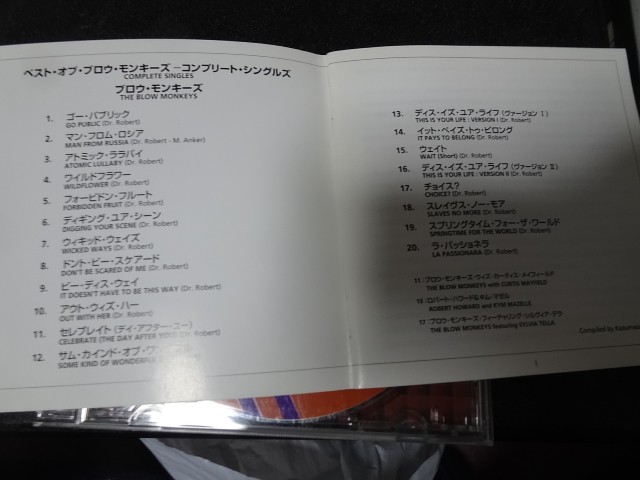 ベスト・オブ・ブロウ・モンキーズ −コンプリート・シングルズ
COMPLETE SINGLES
ブロウ・モンキーズ
THE BLOW MONKEYS
1. ゴー・パブリック
GO PUBLIC (Dr. Robert)
2. マン・フロム・ロシア
MAN FROM RUSSIA (Dr. Robert - M. Anker)
3. アトミック・ララバイ
ATOMIC LULLABY (Dr. Robert)
4. ワイルドフラワー
WILDFLOWER (Dr. Robert)
5. フォービドン・フルート
FORBIDDEN FRUIT (Dr. Robert)
6. ディギング・ユア・シーン
DIGGING YOUR SCENE (Dr. Robert)
7. ウィキッド・ウェイズ
WICKED WAYS (Dr. Robert)
8. ドント・ビー・スケアード
DON'T BE SCARED OF ME (Dr. Robert)
9. ビー・ディス・ウェイ
IT DOESN'T HAVE TO BE THIS WAY (Dr. Robert)
10. アウト・ウィズ・ハー
OUT WITH HER (Dr. Robert)
11. セレブレイト (デイ・アフター・ユー)
CELEBRATE (THE DAY AFTER YOU) (Dr. Robert)
12. サム・カインド・オブ・ワンダフル
SOME KIND OF WONDERFUL
13. ディス・イズ・ユア・ライフ (ヴァージョン I)
THIS IS YOUR LIFE : VERSION I (Dr. Robert)
14. イット・ペイズ・トゥ・ビロング
IT PAYS TO BELONG (Dr. Robert)
15. ウェイト
WAIT (Short) (Dr. Robert)
16. ディス・イズ・ユア・ライフ (ヴァージョン II)
THIS IS YOUR LIFE : VERSION II (Dr. Robert)
17. チョイス?
CHOICE? (Dr. Robert)
18. スレイヴス・ノー・モア
SLAVES NO MORE (Dr. Robert)
19. スプリングタイム・フォー・ザ・ワールド
SPRINGTIME FOR THE WORLD (Dr. Robert)
20. ラ・パッショネラ
LA PASSIONARA (Dr. Robert)
11 : ブロウ・モンキーズ・ウィズ・カーティス・メイフィールド
THE BLOW MONKEYS with CURTIS MAYFIELD
15 : ロバート・ハワード&キム・マゼル
ROBERT HOWARD and KYM MAZELLE
17 : ブロウ・モンキーズ・フィーチャリング・シルヴィア・テラ
THE BLOW MONKEYS featuring SYLVIA TELLA
Compiled by
1